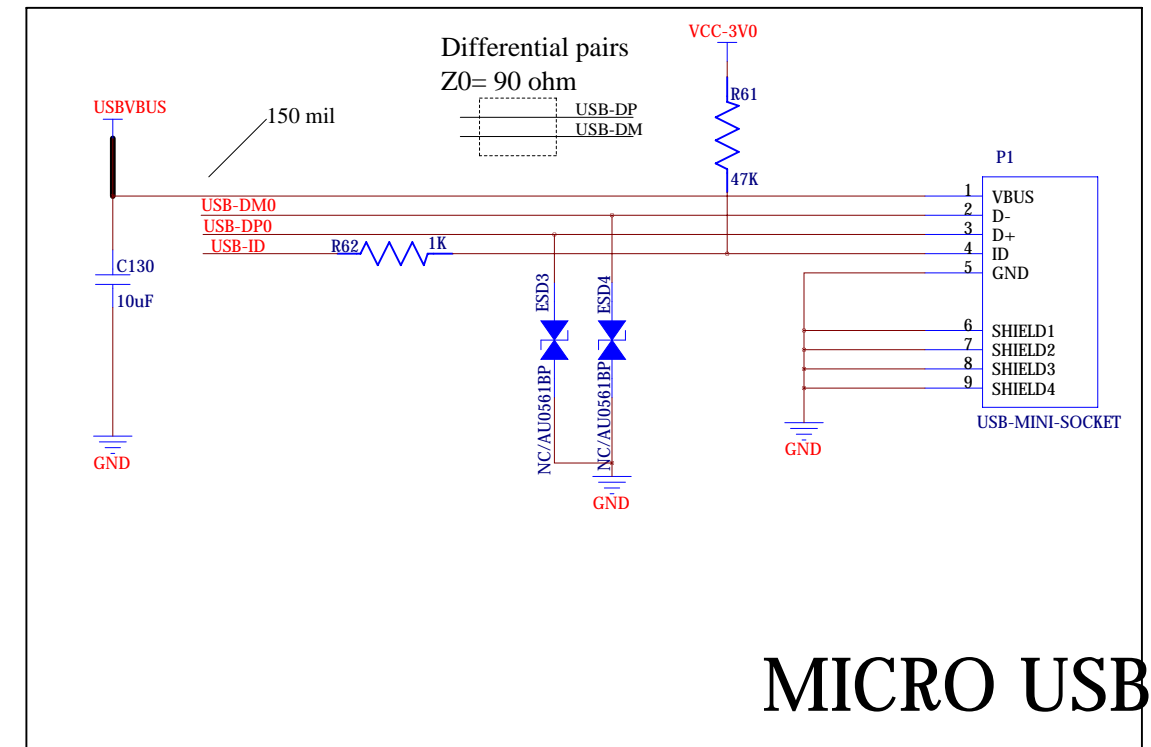 Differential pairs
Z0= 90 ohm
USB-DP
USB-DM
VCC-3V0
R61
47K
USBVBUS
150 mil
P1
1 VBUS
2 D-
3 D+
4 ID
5 GND
6 SHIELD1
7 SHIELD2
8 SHIELD3
9 SHIELD4
USB-MINI-SOCKET
USB-DM0
USB-DP0
USB-ID
R62
1K
C130
10uF
GND
ESD3
NC/AU0561BP
ESD4
NC/AU0561BP
GND
GND
MICRO USB